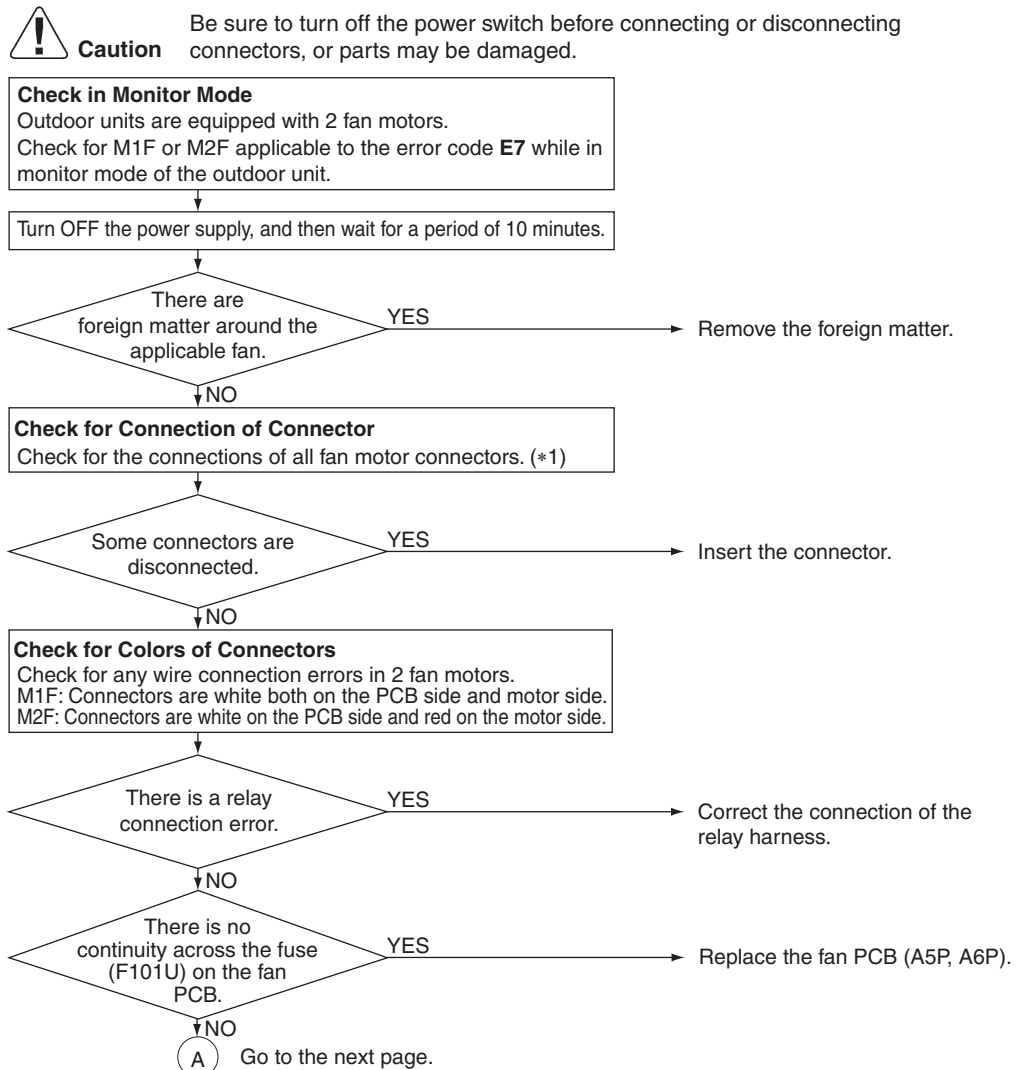 Be sure to turn off the power switch before connecting or disconnecting
Caution connectors, or parts may be damaged.
Check in Monitor Mode
Outdoor units are equipped with 2 fan motors.
Check for M1F or M2F applicable to the error code E7 while in
monitor mode of the outdoor unit.
Turn OFF the power supply, and then wait for a period of 10 minutes.
There are
foreign matter around the
applicable fan.
YES
Remove the foreign matter.
NO
Check for Connection of Connector
Check for the connections of all fan motor connectors. (*1)
Some connectors are
disconnected.
YES
Insert the connector.
NO
Check for Colors of Connectors
Check for any wire connection errors in 2 fan motors.
M1F: Connectors are white both on the PCB side and motor side.
M2F: Connectors are white on the PCB side and red on the motor side.
There is a relay
connection error.
YES
Correct the connection of the
relay harness.
NO
There is no
continuity across the fuse
(F101U) on the fan
PCB.
YES
Replace the fan PCB (A5P, A6P).
NO
A Go to the next page.